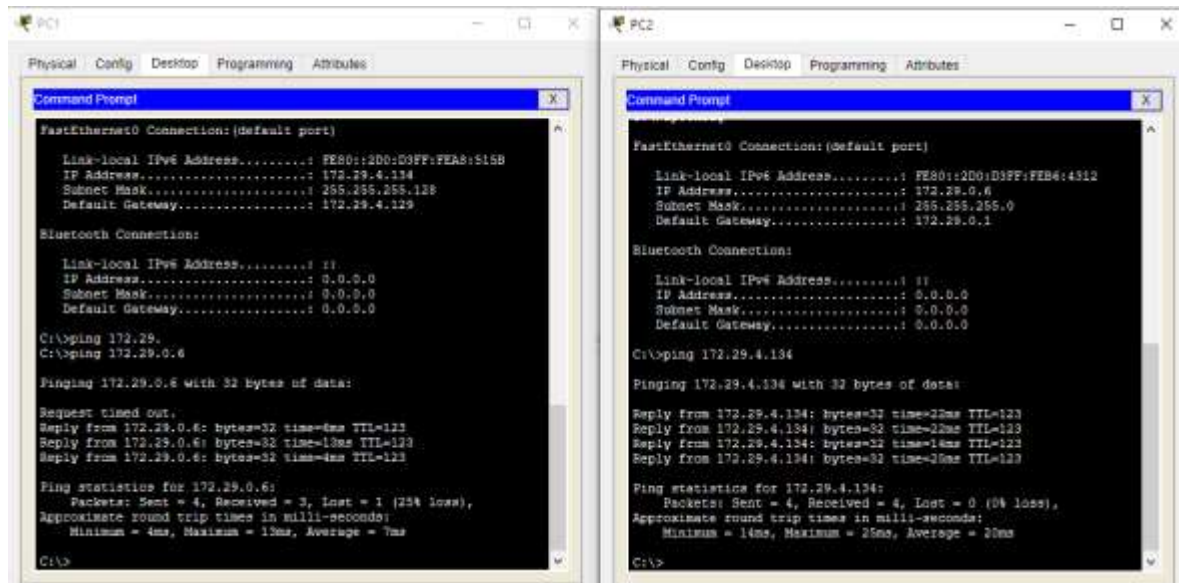 PC1
Physical Config Desktop Programming Attributes
Command Prompt X
FastEthernet0 Connection:(default port)
Link-local IPv6 Address.........: FE80::2D0:D3FF:FEA8:515B
IP Address......................: 172.29.4.134
Subnet Mask.....................: 255.255.255.128
Default Gateway.................: 172.29.4.129
Bluetooth Connection:
Link-local IPv6 Address.........: ::
IP Address......................: 0.0.0.0
Subnet Mask.....................: 0.0.0.0
Default Gateway.................: 0.0.0.0
C:\>ping 172.29.
C:\>ping 172.29.0.6
Pinging 172.29.0.6 with 32 bytes of data:
Request timed out.
Reply from 172.29.0.6: bytes=32 time=6ms TTL=123
Reply from 172.29.0.6: bytes=32 time=13ms TTL=123
Reply from 172.29.0.6: bytes=32 time=4ms TTL=123
Ping statistics for 172.29.0.6:
Packets: Sent = 4, Received = 3, Lost = 1 (25% loss),
Approximate round trip times in milli-seconds:
Minimum = 4ms, Maximum = 13ms, Average = 7ms
C:\>
PC2
Physical Config Desktop Programming Attributes
Command Prompt X
FastEthernet0 Connection:(default port)
Link-local IPv6 Address.........: FE80::2D0:D3FF:FEB6:4312
IP Address......................: 172.29.0.6
Subnet Mask.....................: 255.255.255.0
Default Gateway.................: 172.29.0.1
Bluetooth Connection:
Link-local IPv6 Address.........: ::
IP Address......................: 0.0.0.0
Subnet Mask.....................: 0.0.0.0
Default Gateway.................: 0.0.0.0
C:\>ping 172.29.4.134
Pinging 172.29.4.134 with 32 bytes of data:
Reply from 172.29.4.134: bytes=32 time=22ms TTL=123
Reply from 172.29.4.134: bytes=32 time=22ms TTL=123
Reply from 172.29.4.134: bytes=32 time=14ms TTL=123
Reply from 172.29.4.134: bytes=32 time=25ms TTL=123
Ping statistics for 172.29.4.134:
Packets: Sent = 4, Received = 4, Lost = 0 (0% loss),
Approximate round trip times in milli-seconds:
Minimum = 14ms, Maximum = 25ms, Average = 20ms
C:\>